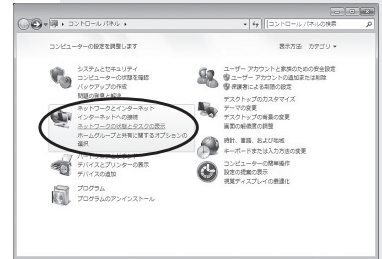 コントロール パネル
コントロール パネルの検索
コンピューターの設定を調整します
表示方法: カテゴリ
システムとセキュリティ
コンピューターの状態を確認
バックアップの作成
問題の発見と解決
ネットワークとインターネット
インターネットへの接続
ネットワークの状態とタスクの表示
ホームグループと共有に関するオプションの
選択
ハードウェアとサウンド
デバイスとプリンターの表示
デバイスの追加
プログラム
プログラムのアンインストール
ユーザー アカウントと家族のための安全設定
ユーザー アカウントの追加または削除
保護者による制限の設定
デスクトップのカスタマイズ
テーマの変更
デスクトップの背景の変更
画面の解像度の調整
時計、言語、および地域
キーボードまたは入力方法の変更
コンピューターの簡単操作
設定の提案の表示
視覚ディスプレイの最適化